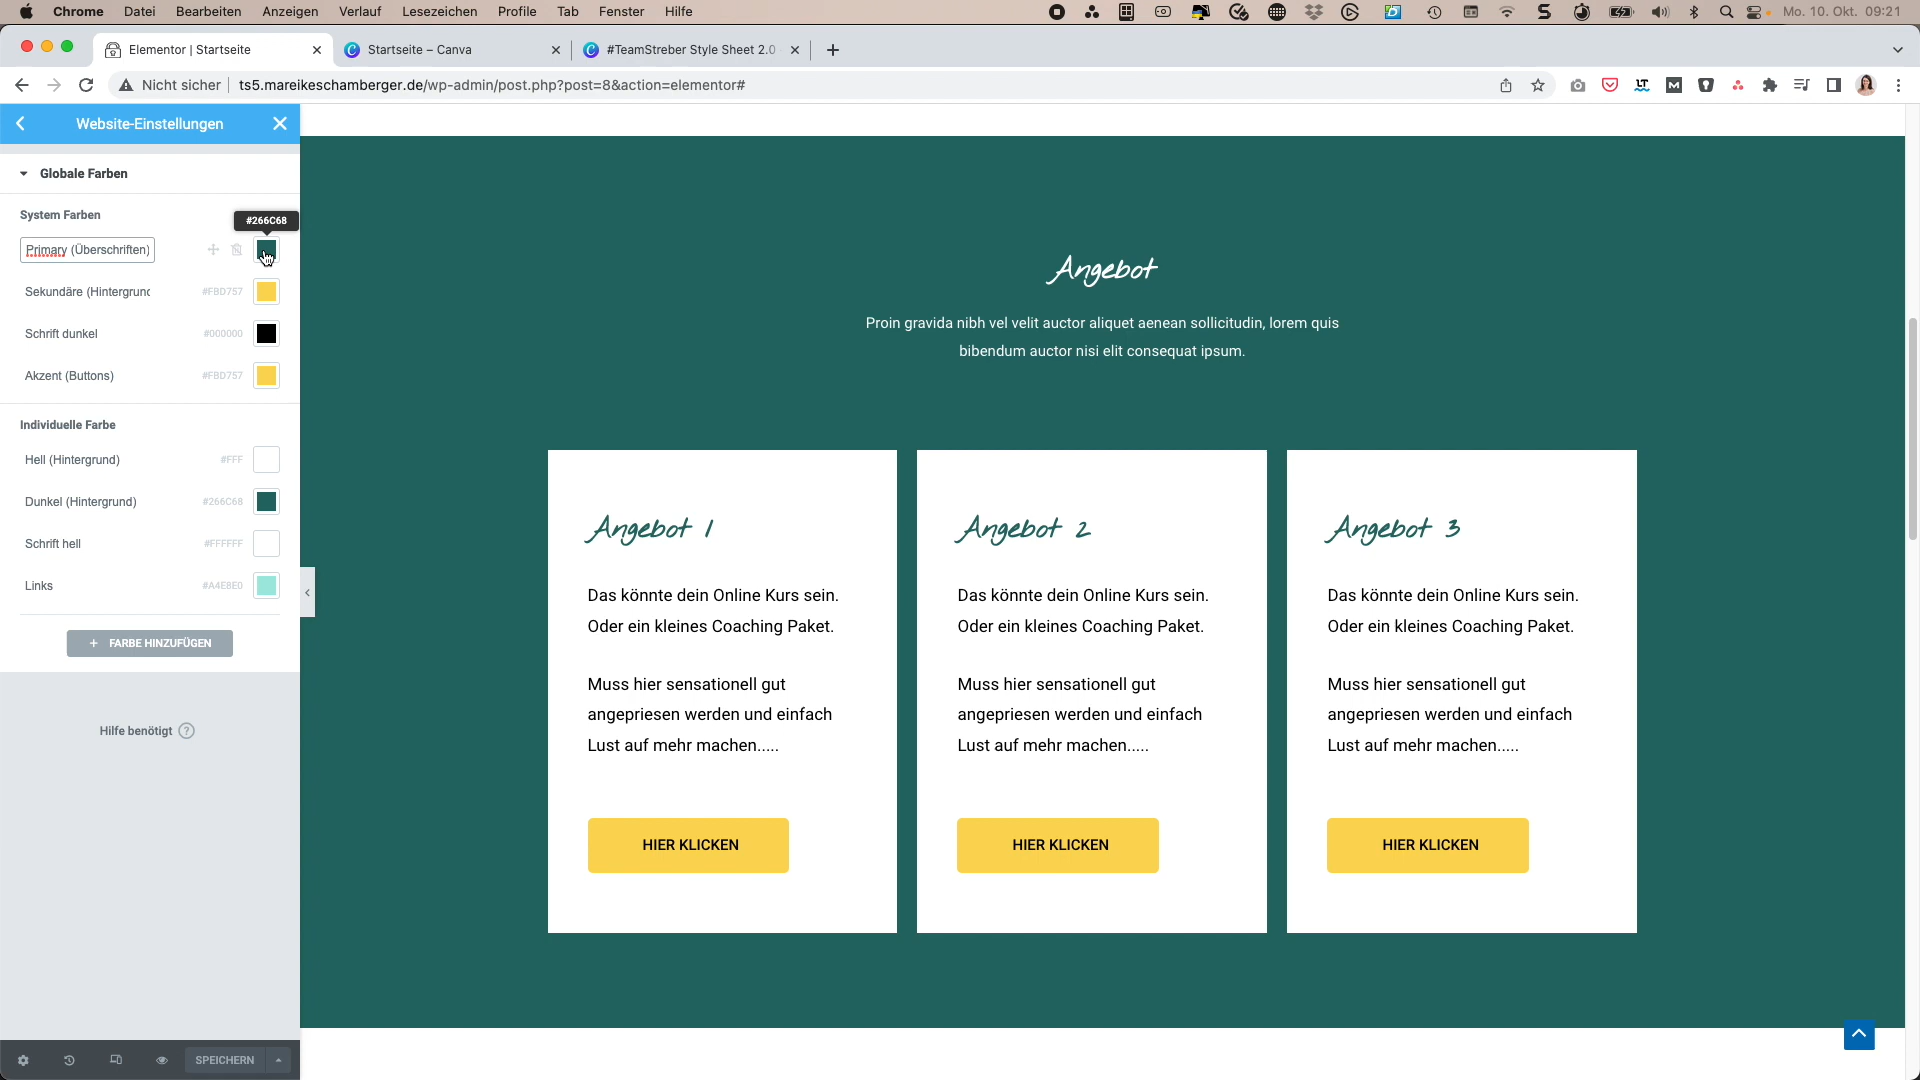 Chrome Datei Bearbeiten Anzeigen Verlauf Lesezeichen Profile Tab Fenster Hilfe Mo. 10. Okt. 09:21
Elementor | Startseite
Startseite – Canva
#TeamStreber Style Sheet 2.0
Nicht sicher ts5.mareikeschamberger.de/wp-admin/post.php?post=8&action=elementor#
Website-Einstellungen
Globale Farben
System Farben
#266C68
Primary (Überschriften)
Sekundäre (Hintergrund #FBD757
Schrift dunkel #000000
Akzent (Buttons) #FBD757
Individuelle Farbe
Hell (Hintergrund) #FFF
Dunkel (Hintergrund) #266C68
Schrift hell #FFFFFF
Links #A4E8E0
+ FARBE HINZUFÜGEN
Hilfe benötigt ?
SPEICHERN
Angebot
Proin gravida nibh vel velit auctor aliquet aenean sollicitudin, lorem quis
bibendum auctor nisi elit consequat ipsum.
Angebot 1
Das könnte dein Online Kurs sein.
Oder ein kleines Coaching Paket.
Muss hier sensationell gut
angepriesen werden und einfach
Lust auf mehr machen.....
HIER KLICKEN
Angebot 2
Das könnte dein Online Kurs sein.
Oder ein kleines Coaching Paket.
Muss hier sensationell gut
angepriesen werden und einfach
Lust auf mehr machen.....
HIER KLICKEN
Angebot 3
Das könnte dein Online Kurs sein.
Oder ein kleines Coaching Paket.
Muss hier sensationell gut
angepriesen werden und einfach
Lust auf mehr machen.....
HIER KLICKEN